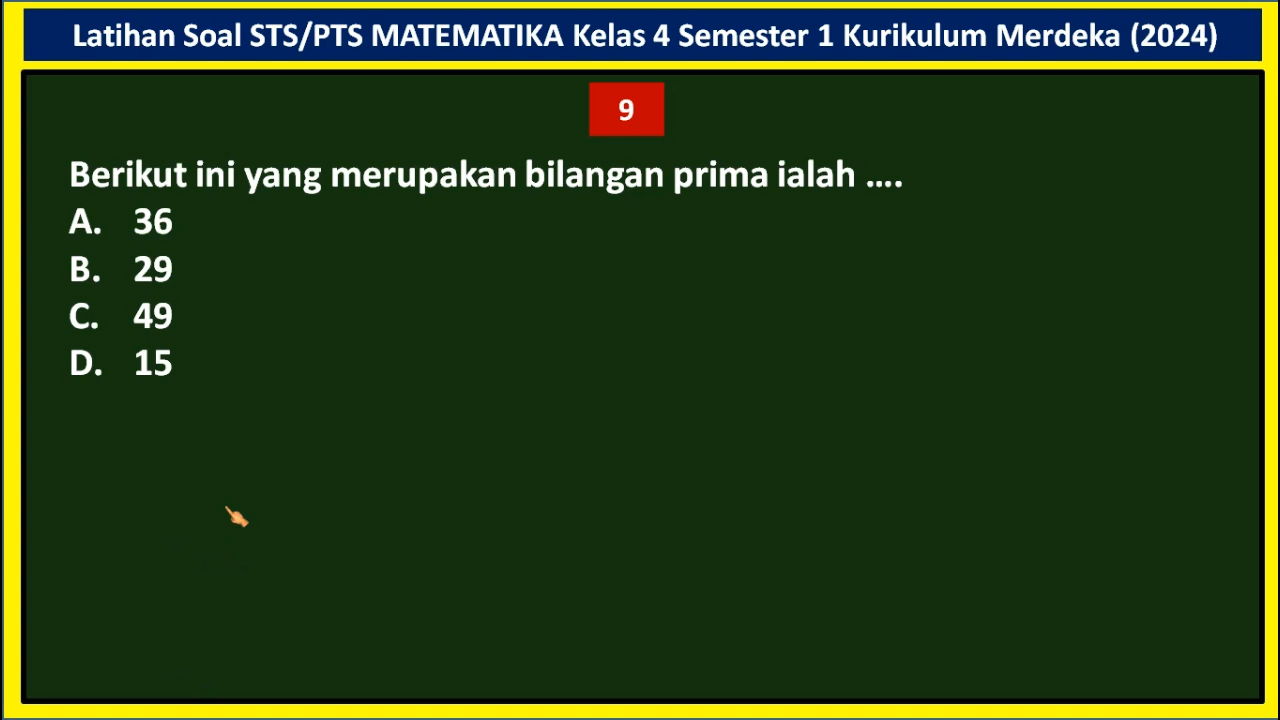 Latihan Soal STS/PTS MATEMATIKA Kelas 4 Semester 1 Kurikulum Merdeka (2024)
9
Berikut ini yang merupakan bilangan prima ialah ....
A. 36
B. 29
C. 49
D. 15